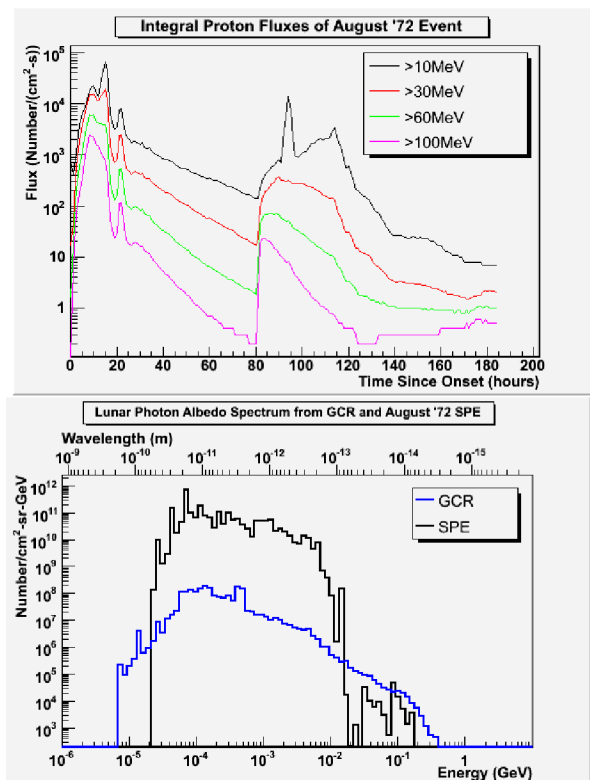 Integral Proton Fluxes of August '72 Event
Flux (Number/(cm²-s)
10⁵
10⁴
10³
10²
10
1
>10MeV
>30MeV
>60MeV
>100MeV
0 20 40 60 80 100 120 140 160 180 200
Time Since Onset (hours)
Lunar Photon Albedo Spectrum from GCR and August '72 SPE
Wavelength (m)
10⁻⁹ 10⁻¹⁰ 10⁻¹¹ 10⁻¹² 10⁻¹³ 10⁻¹⁴ 10⁻¹⁵
Number/cm²-sr-GeV
10¹²
10¹¹
10¹⁰
10⁹
10⁸
10⁷
10⁶
10⁵
10⁴
10³
GCR
SPE
10⁻⁶ 10⁻⁵ 10⁻⁴ 10⁻³ 10⁻² 10⁻¹ 1
Energy (GeV)